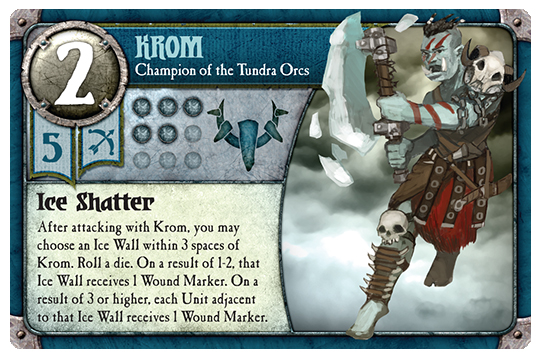 2
KROM
Champion of the Tundra Orcs
5
Ice Shatter
After attacking with Krom, you may
choose an Ice Wall within 3 spaces of
Krom. Roll a die. On a result of 1-2, that
Ice Wall receives 1 Wound Marker. On a
result of 3 or higher, each Unit adjacent
to that Ice Wall receives 1 Wound Marker.